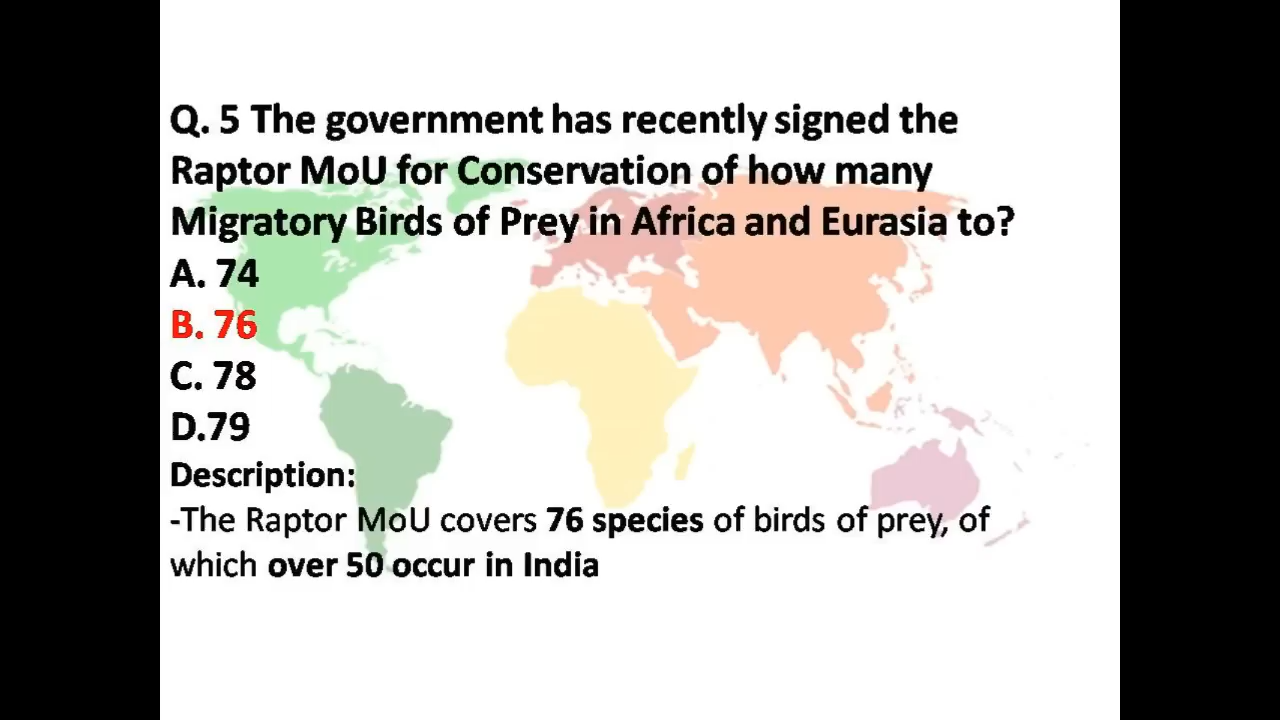 Q. 5 The government has recently signed the
Raptor MoU for Conservation of how many
Migratory Birds of Prey in Africa and Eurasia to?
A. 74
B. 76
C. 78
D.79
Description:
-The Raptor MoU covers 76 species of birds of prey, of
which over 50 occur in India